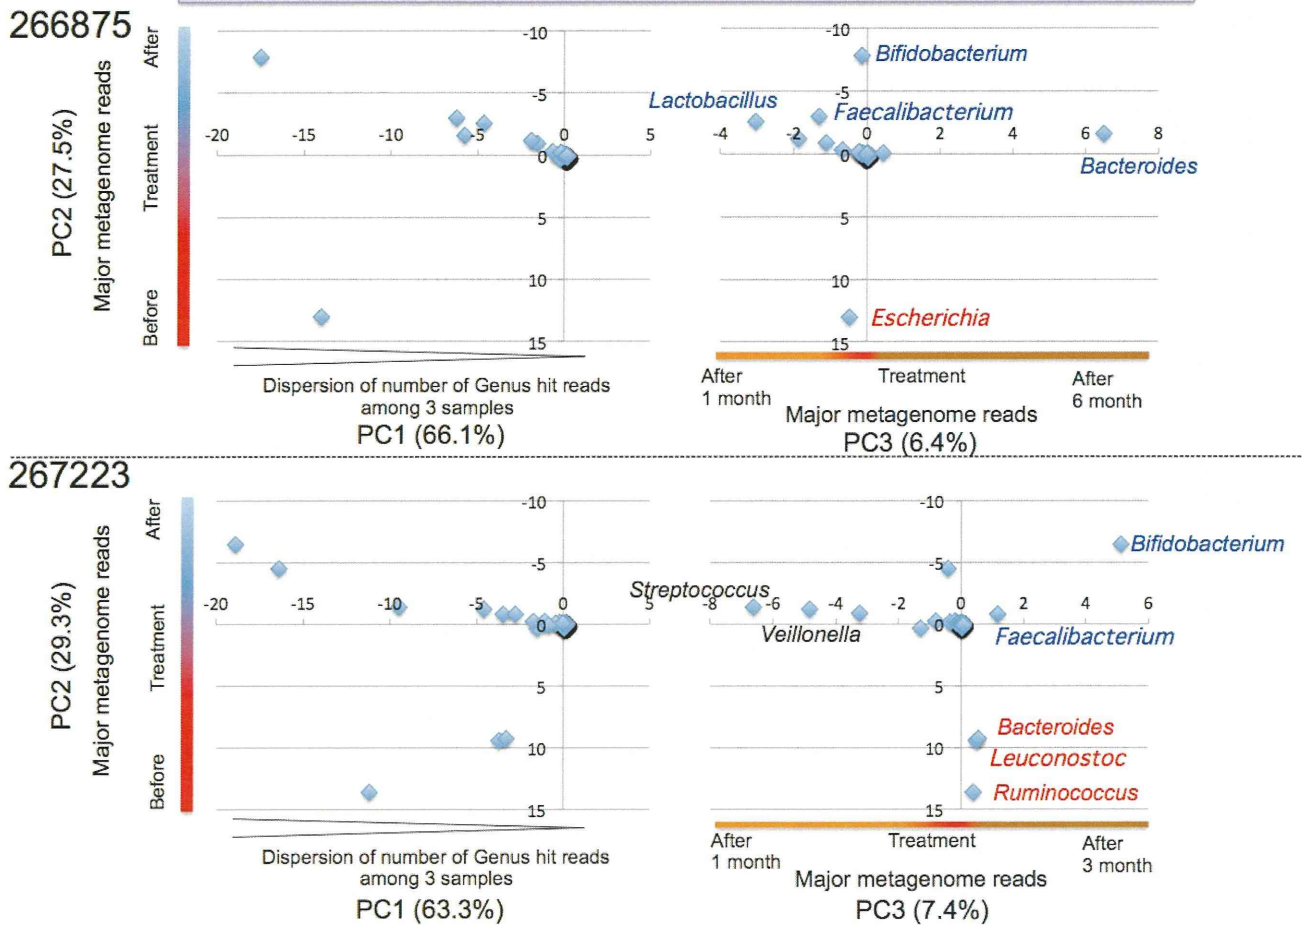 266875
PC2 (27.5%)
Major metagenome reads
Before
Treatment
After
-10
-5
-20
-15
-10
-5
0
5
0
5
10
15
Dispersion of number of Genus hit reads
among 3 samples
PC1 (66.1%)
-10
Bifidobacterium
-5
Lactobacillus
Faecalibacterium
-4
-2
0
2
4
6
8
0
Bacteroides
5
10
Escherichia
15
After
1 month
Treatment
After
6 month
Major metagenome reads
PC3 (6.4%)
267223
PC2 (29.3%)
Major metagenome reads
Before
Treatment
After
-10
-5
-20
-15
-10
-5
0
5
0
5
10
15
Dispersion of number of Genus hit reads
among 3 samples
PC1 (63.3%)
-10
Bifidobacterium
-5
Streptococcus
-8
-6
-4
-2
0
2
4
6
Veillonella
0
Faecalibacterium
5
Bacteroides
10
Leuconostoc
Ruminococcus
15
After
1 month
Treatment
After
3 month
Major metagenome reads
PC3 (7.4%)